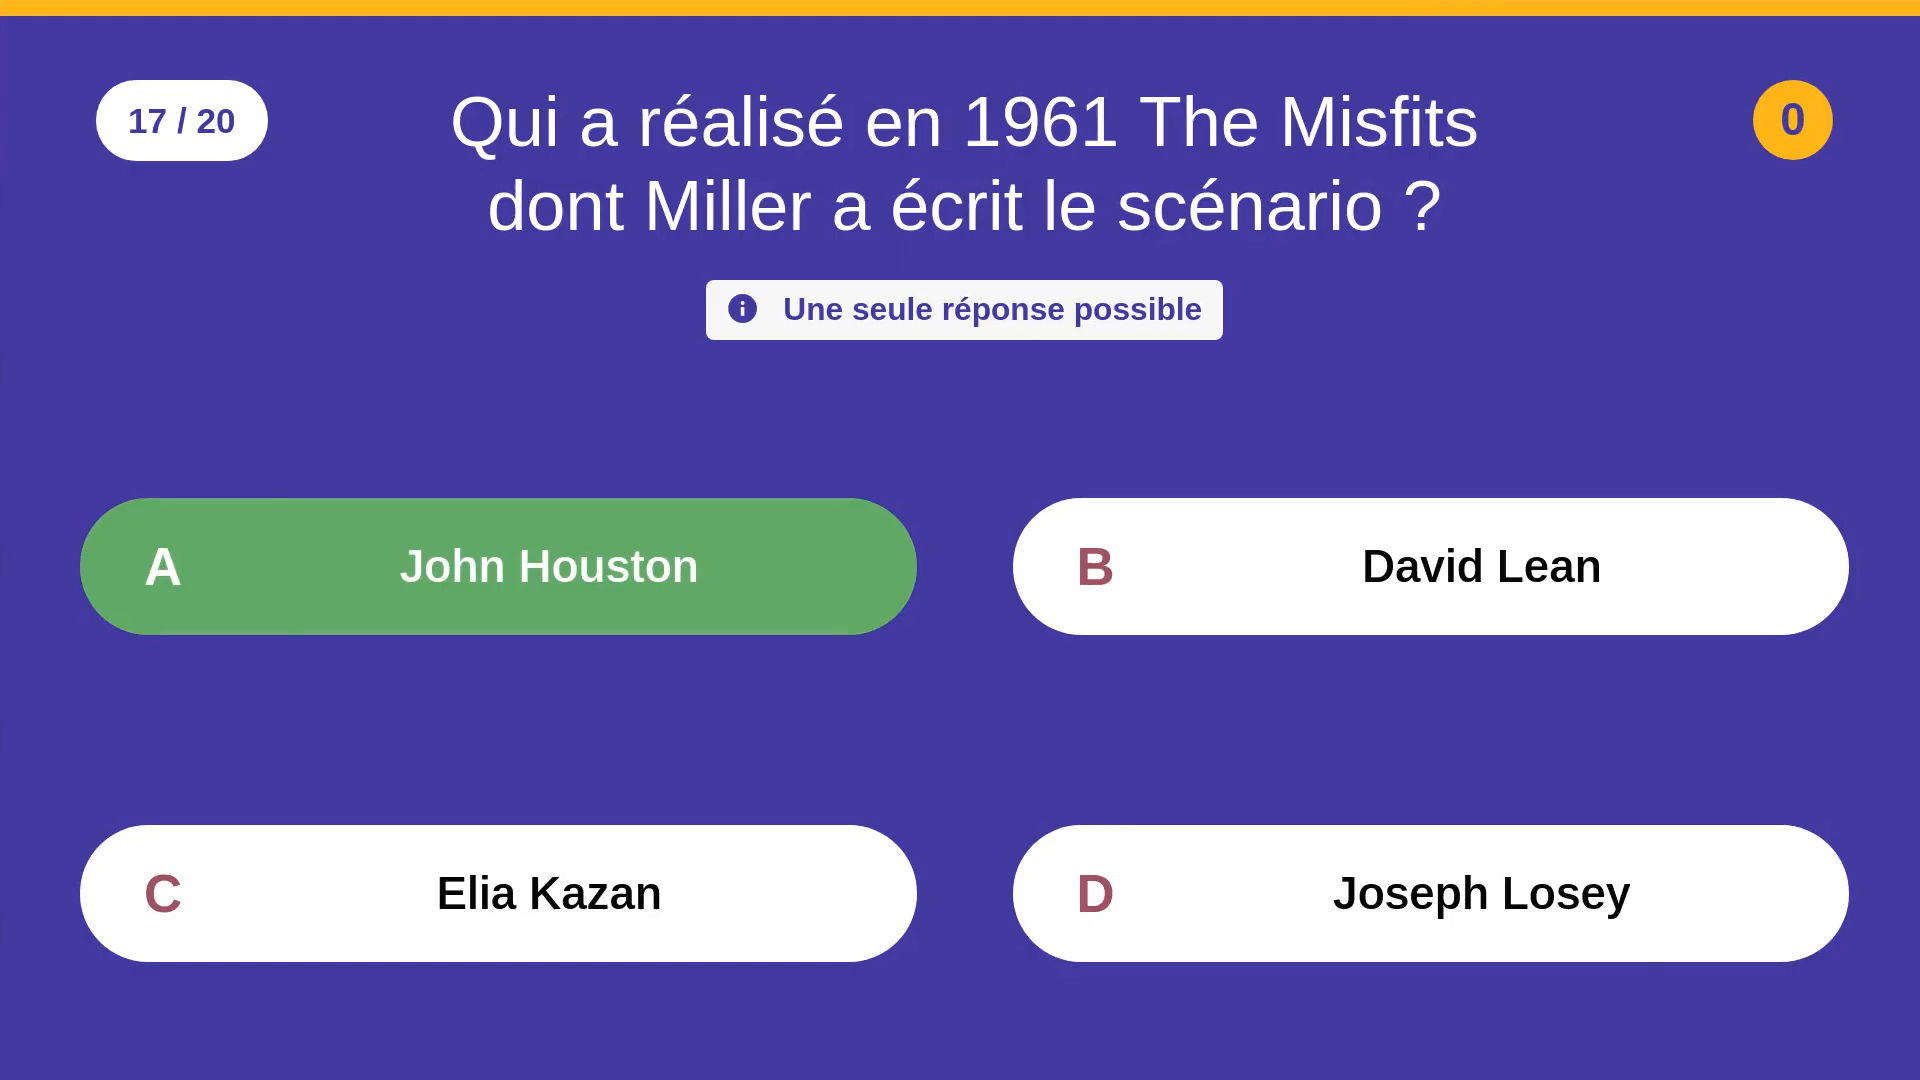 17 / 20
Qui a réalisé en 1961 The Misfits
dont Miller a écrit le scénario ?
0
Une seule réponse possible
A John Houston
B David Lean
C Elia Kazan
D Joseph Losey